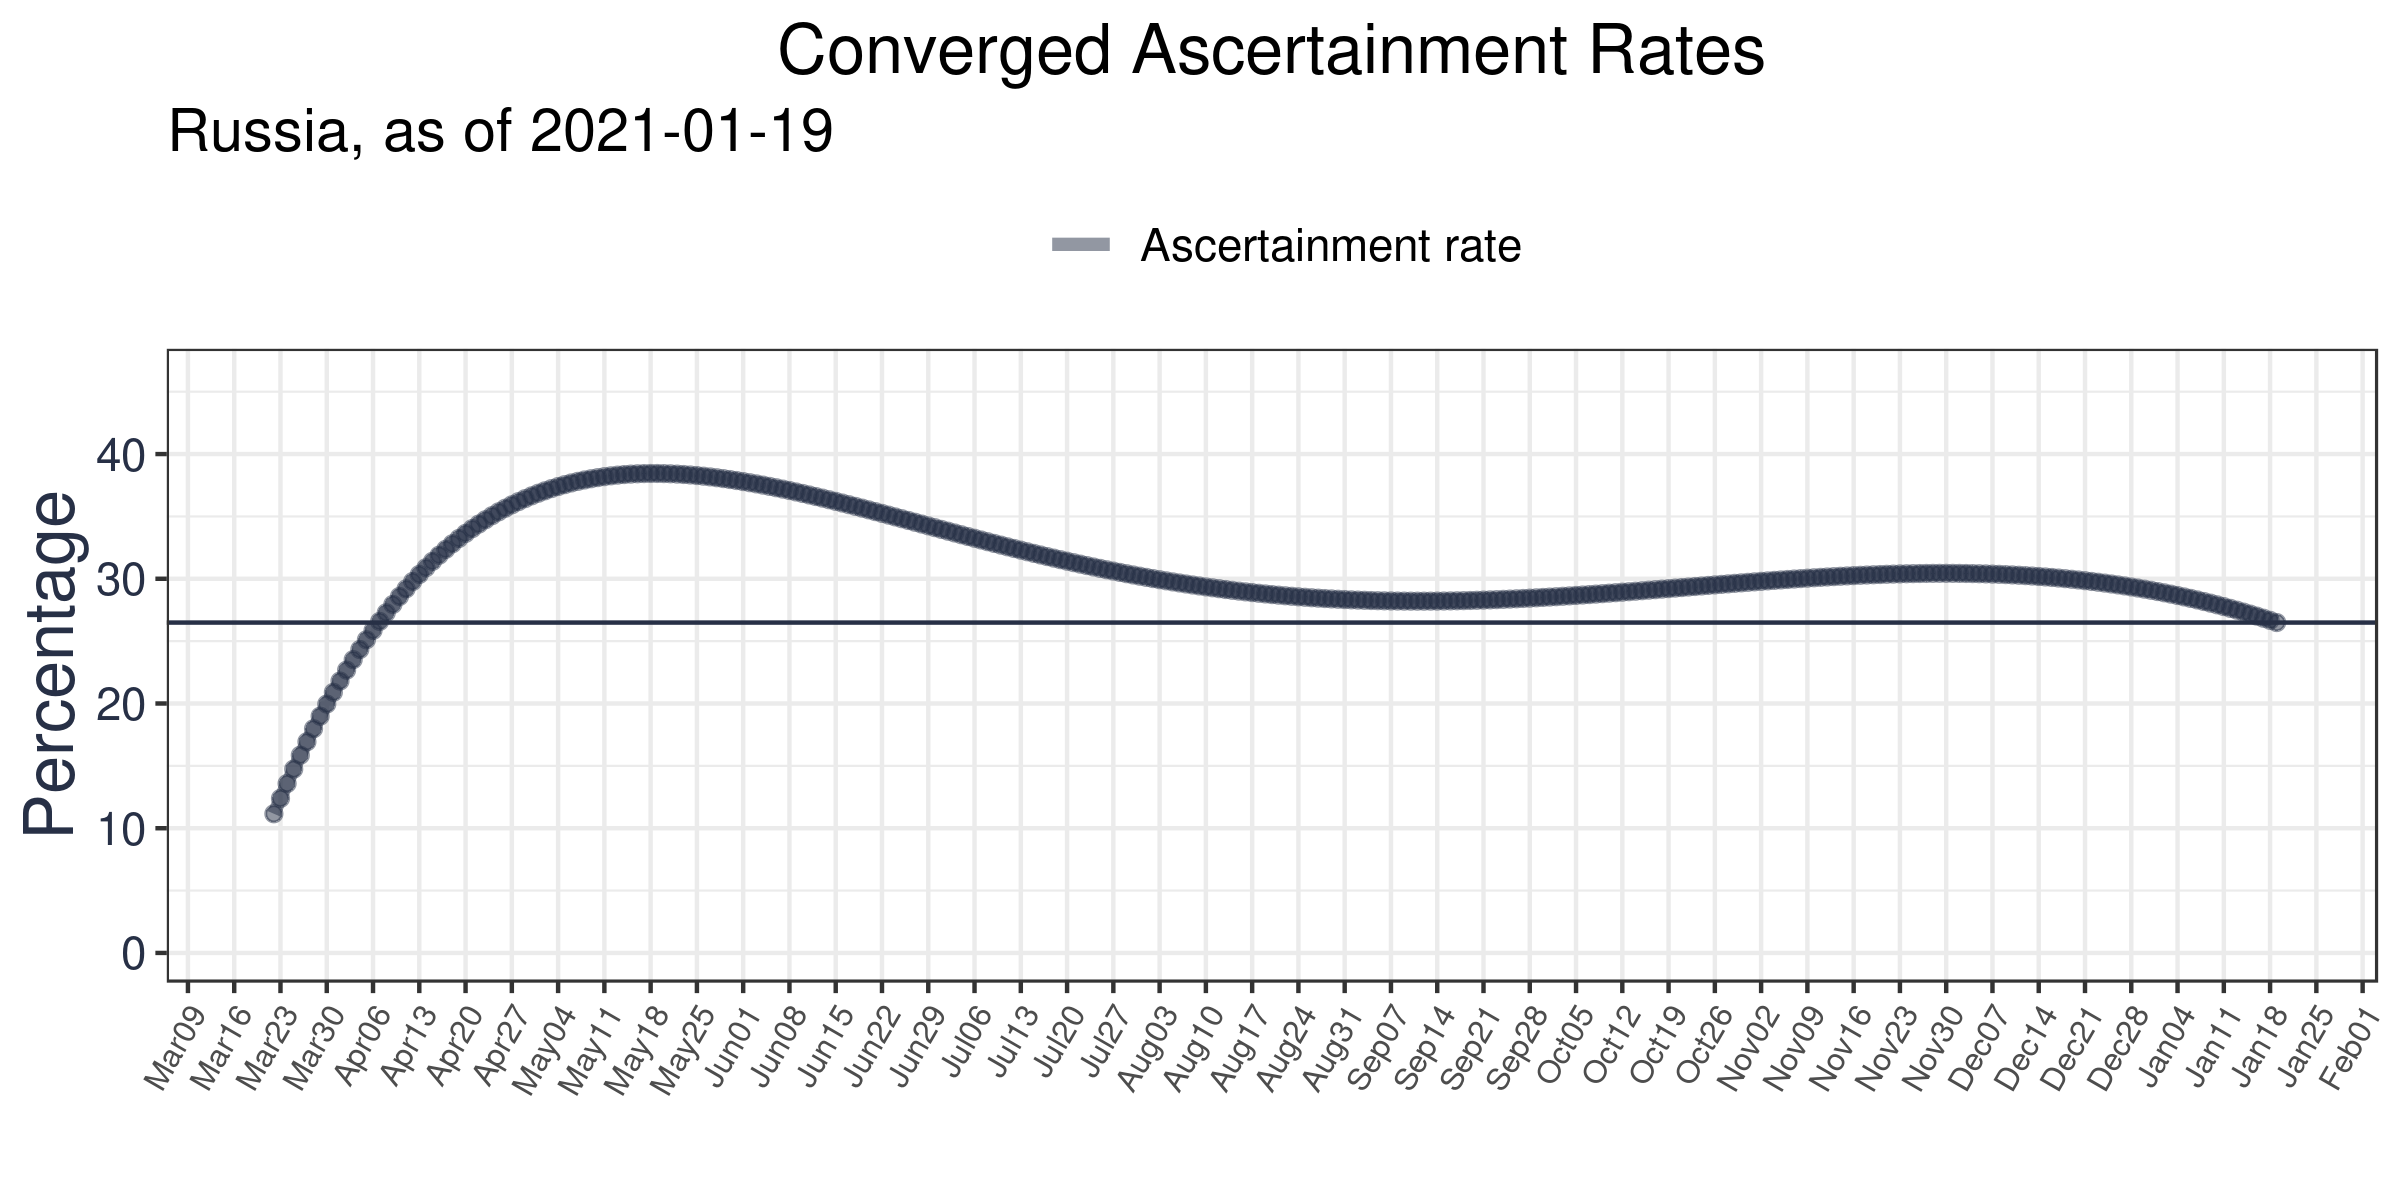 Converged Ascertainment Rates
Russia, as of 2021-01-19
Ascertainment rate
Percentage
40
30
20
10
0
Mar09
Mar16
Mar23
Mar30
Apr06
Apr13
Apr20
Apr27
May04
May11
May18
May25
Jun01
Jun08
Jun15
Jun22
Jun29
Jul06
Jul13
Jul20
Jul27
Aug03
Aug10
Aug17
Aug24
Aug31
Sep07
Sep14
Sep21
Sep28
Oct05
Oct12
Oct19
Oct26
Nov02
Nov09
Nov16
Nov23
Nov30
Dec07
Dec14
Dec21
Dec28
Jan04
Jan11
Jan18
Jan25
Feb01